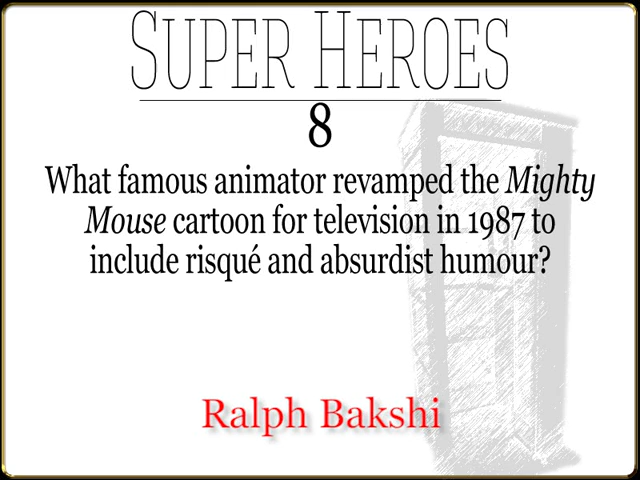 SUPER HEROES
8
What famous animator revamped the Mighty
Mouse cartoon for television in 1987 to
include risqué and absurdist humour?
Ralph Bakshi